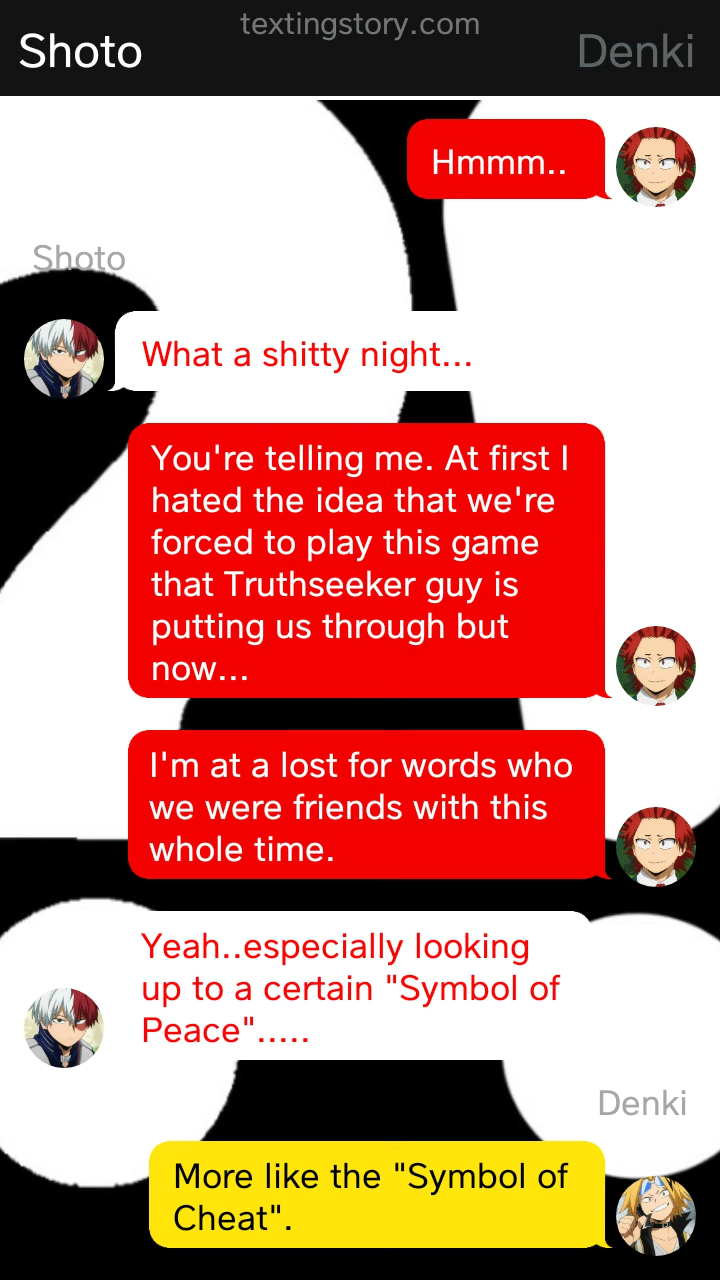 textingstory.com
Shoto
Denki
Hmmm..
Shoto
What a shitty night...
You're telling me. At first I
hated the idea that we're
forced to play this game
that Truthseeker guy is
putting us through but
now...
I'm at a lost for words who
we were friends with this
whole time.
Yeah..especially looking
up to a certain "Symbol of
Peace".....
Denki
More like the "Symbol of
Cheat".